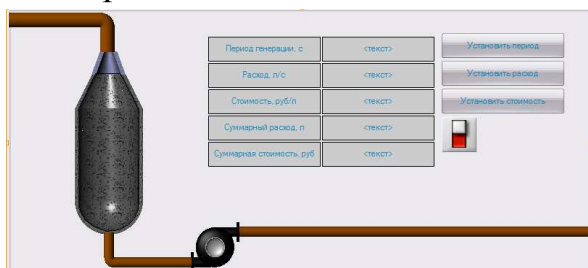 Период генерации, с <текст> Установить период
Расход, л/с <текст> Установить расход
Стоимость, руб/л <текст> Установить стоимость
Суммарный расход, л <текст>
Суммарная стоимость, руб <текст>